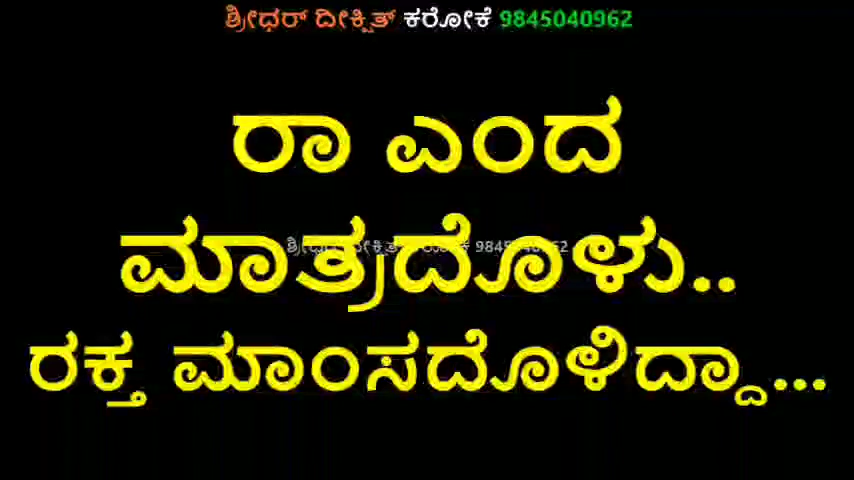 ಶ್ರೀಧರ್ ದೀಕ್ಷಿತ್ ಕರೋಕೆ 9845040962
ರಾ ಎಂದ
ಮಾತ್ರದೊಳು..
ರಕ್ತ ಮಾಂಸದೊಳಿದ್ದಾ...